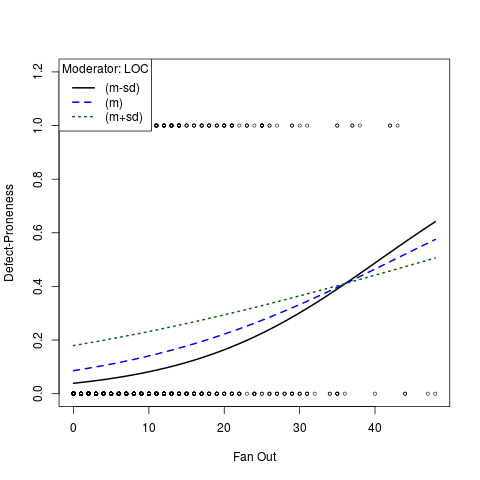 Moderator: LOC
(m-sd)
(m)
(m+sd)
Defect-Proneness
0.0
0.2
0.4
0.6
0.8
1.0
1.2
0 10 20 30 40
Fan Out